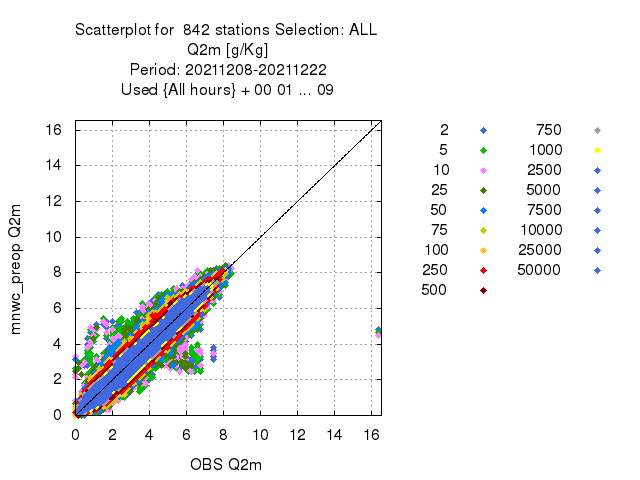 Scatterplot for 842 stations Selection: ALL
Q2m [g/Kg]
Period: 20211208-20211222
Used {All hours} + 00 01 ... 09
mnwc_preop Q2m
16
14
12
10
8
6
4
2
0
0 2 4 6 8 10 12 14 16
OBS Q2m
2 750
5 1000
10 2500
25 5000
50 7500
75 10000
100 25000
250 50000
500